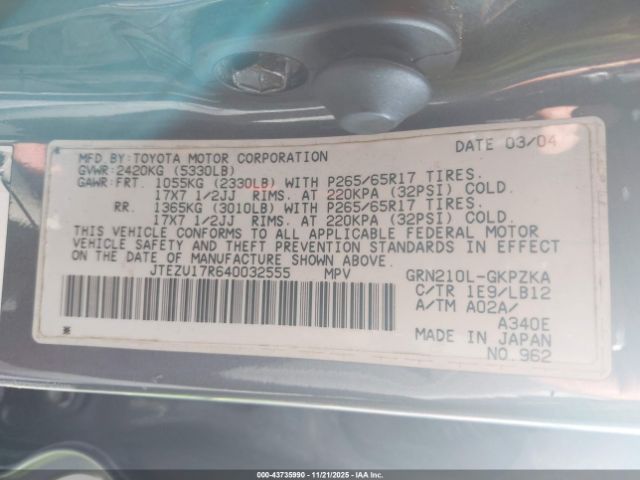 DATE 03/04
MFD.BY:TOYOTA MOTOR CORPORATION
GVWR:2420KG (5330LB)
GAWR:FRT. 1055KG (2330LB) WITH P265/65R17 TIRES.
17X7 1/2JJ RIMS. AT 220KPA (32PSI) COLD.
RR. 1365KG (3010LB) WITH P265/65R17 TIRES.
17X7 1/2JJ RIMS. AT 220KPA (32PSI) COLD.
THIS VEHICLE CONFORMS TO ALL APPLICABLE FEDERAL MOTOR
VEHICLE SAFETY AND THEFT PREVENTION STANDARDS IN EFFECT
ON THE DATE OF MANUFACTURE SHOWN ABOVE.
JTEZU17R640032555 MPV GRN210L-GKPZKA
C/TR 1E9/LB12
A/TM A02A/
A340E
MADE IN JAPAN
NO.962
000-43735990 - 11/21/2025 - IAAI.CA